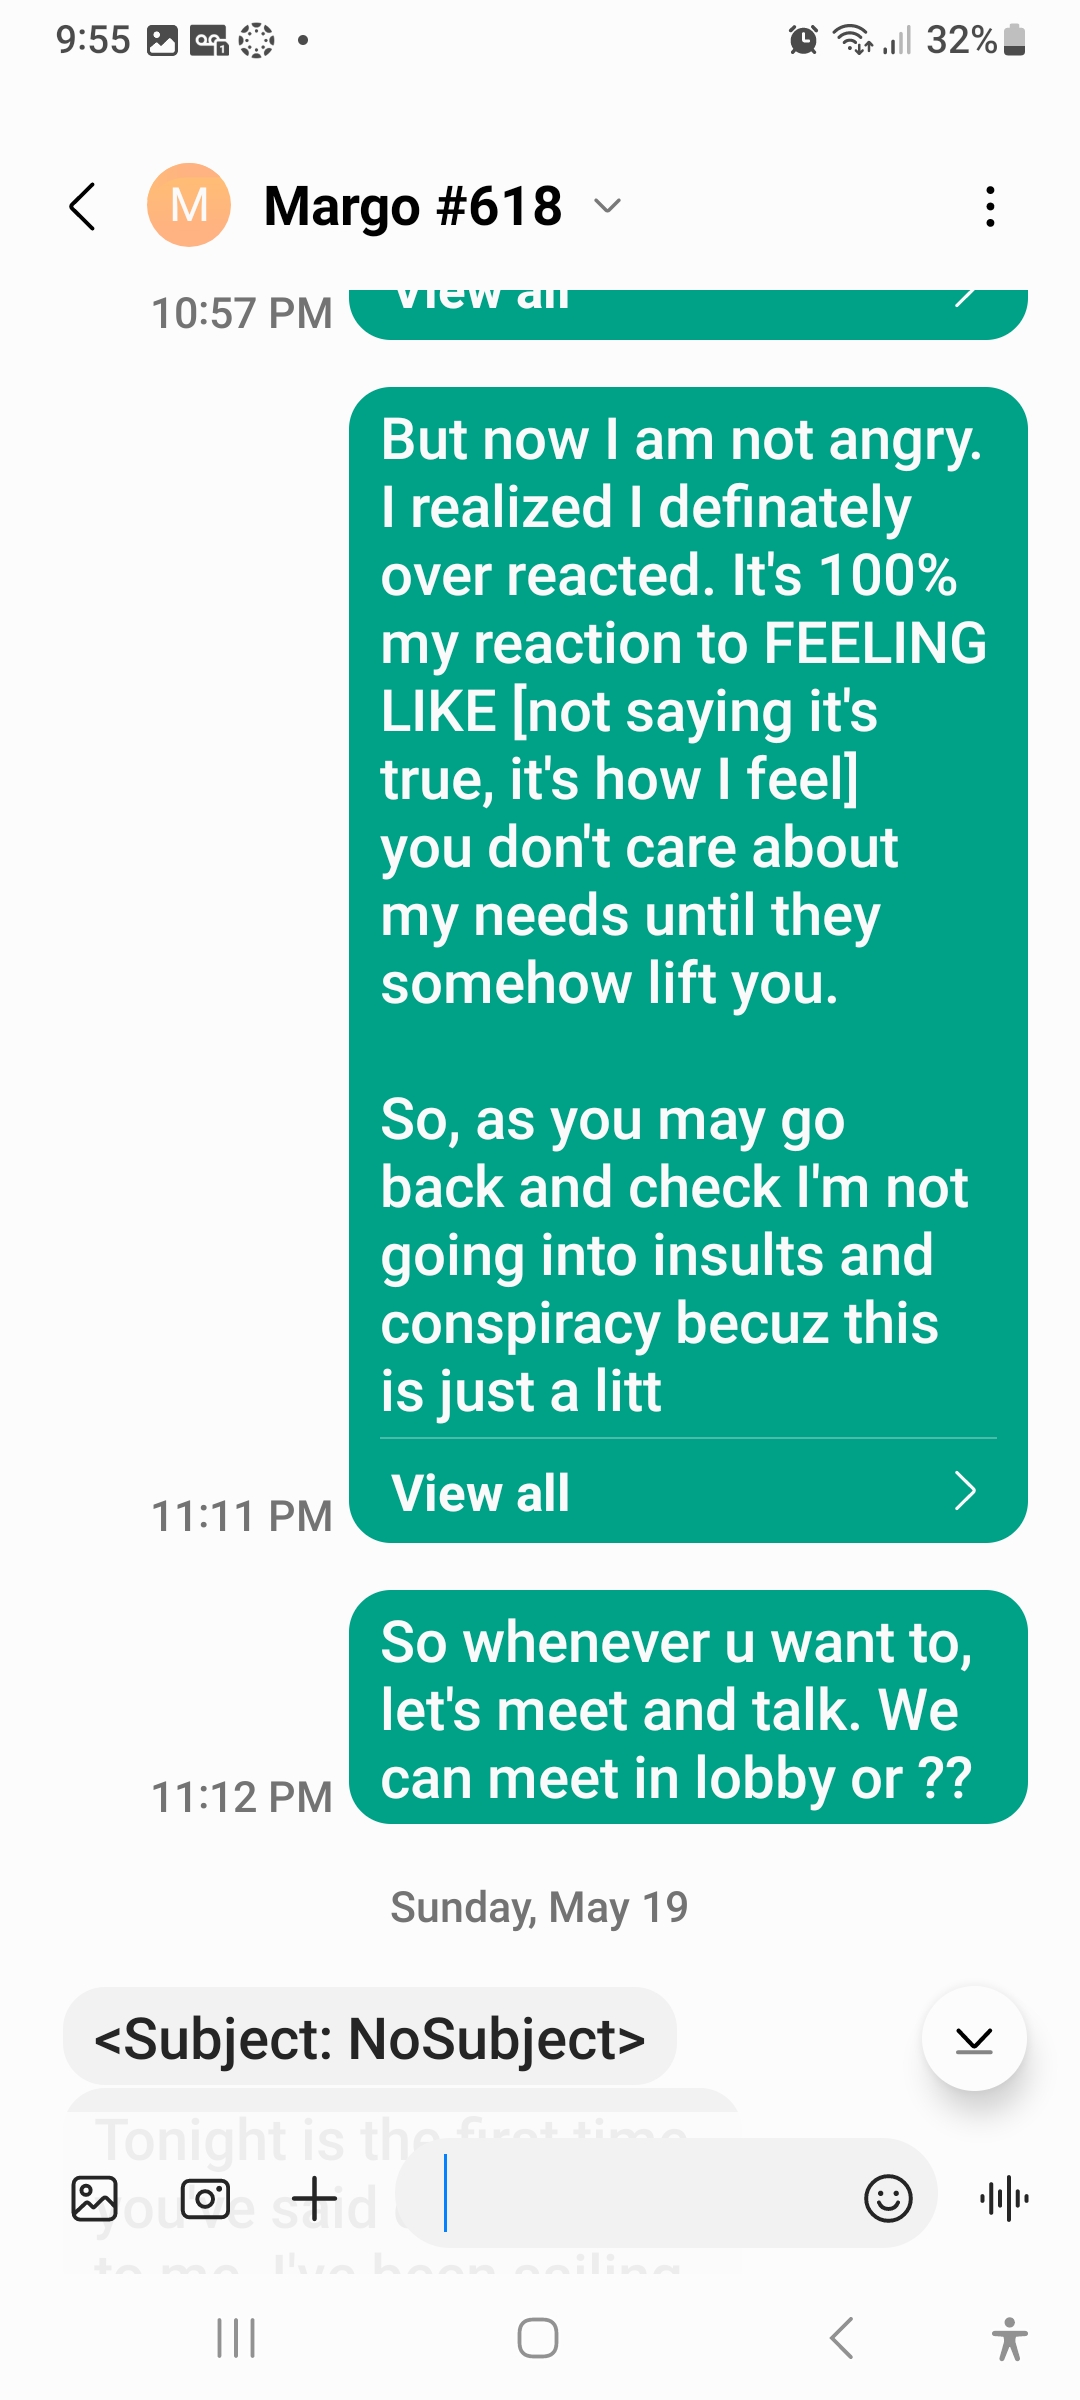 9:55
32%
M
Margo #618
View all
10:57 PM
But now I am not angry.
I realized I definately
over reacted. It's 100%
my reaction to FEELING
LIKE [not saying it's
true, it's how I feel]
you don't care about
my needs until they
somehow lift you.
So, as you may go
back and check I'm not
going into insults and
conspiracy becuz this
is just a litt
View all
11:11 PM
So whenever u want to,
let's meet and talk. We
can meet in lobby or ??
11:12 PM
Sunday, May 19
<Subject: NoSubject>
Tonight is the first time
you've said
to me. I've been sailing